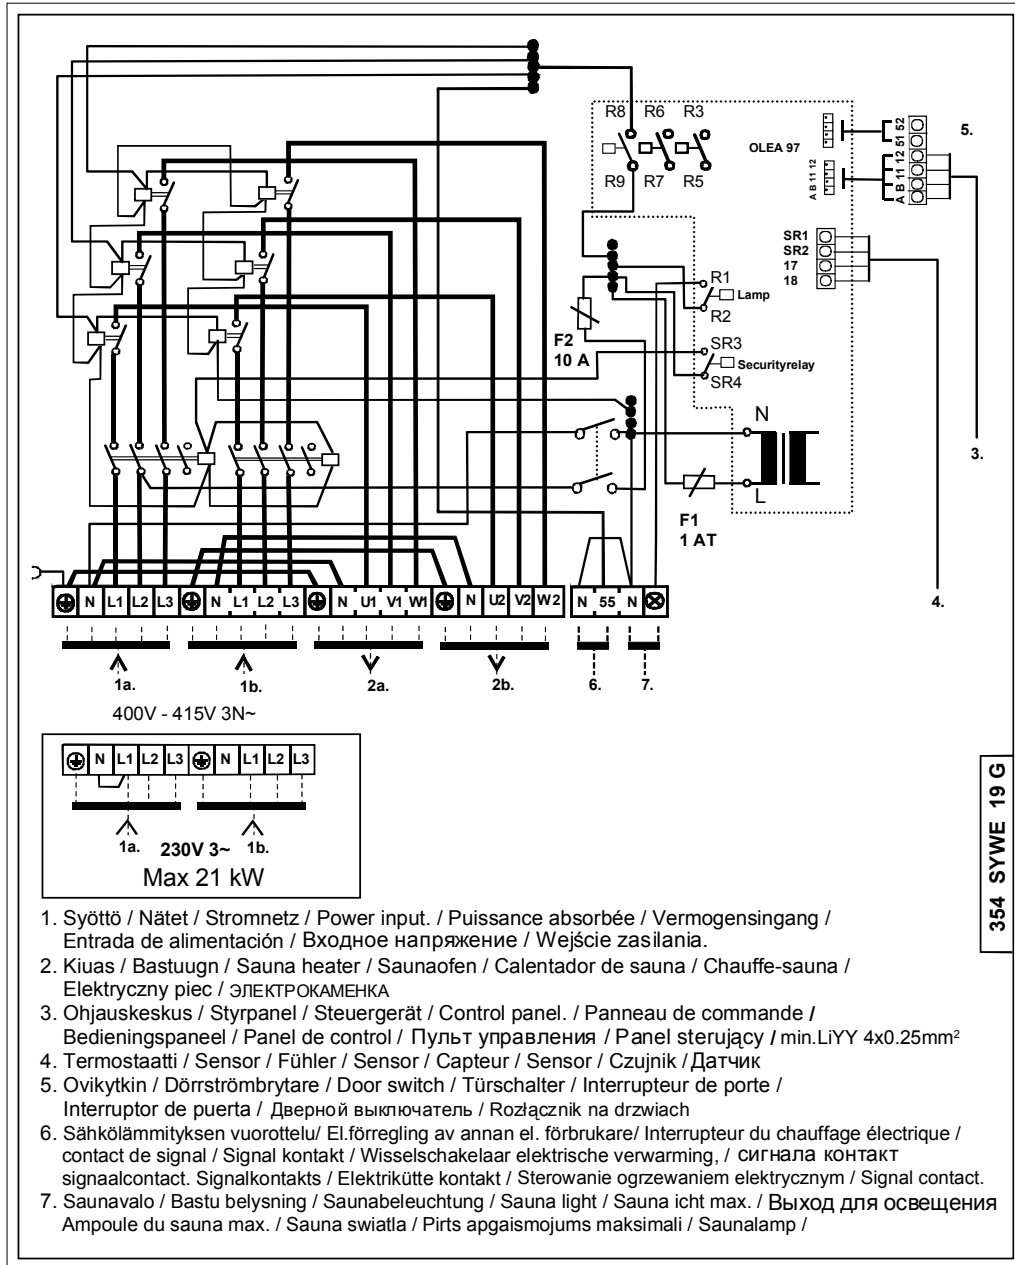 R8 R6 R3
OLEA 97
R9 R7 R5
A B 11 12
A B 11 12 51 52
5.
SR1
SR2
17
18
R1
Lamp
R2
F2
10 A
SR3
Securityrelay
SR4
N
L
3.
F1
1 AT
4.
N L1 L2 L3 N L1 L2 L3 N U1 V1 W1 N U2 V2 W2 N 55 N
1a. 1b. 2a. 2b. 6. 7.
400V - 415V 3N~
N L1 L2 L3 N L1 L2 L3
1a. 230V 3~ 1b.
Max 21 kW
354 SYWE 19 G
1. Syöttö / Nätet / Stromnetz / Power input. / Puissance absorbée / Vermogensingang /
Entrada de alimentación / Входное напряжение / Wejście zasilania.
2. Kiuas / Bastuugn / Sauna heater / Saunaofen / Calentador de sauna / Chauffe-sauna /
Elektryczny piec / ЭЛЕКТРОКАМЕНКА
3. Ohjauskeskus / Styrpanel / Steuergerät / Control panel. / Panneau de commande /
Bedieningspaneel / Panel de control / Пульт управления / Panel sterujący / min.LiYY 4x0.25mm²
4. Termostaatti / Sensor / Fühler / Sensor / Capteur / Sensor / Czujnik / Датчик
5. Ovikytkin / Dörrströmbrytare / Door switch / Türschalter / Interrupteur de porte /
Interruptor de puerta / Дверной выключатель / Rozłącznik na drzwiach
6. Sähkölämmityksen vuorottelu/ El.förregling av annan el. förbrukare/ Interrupteur du chauffage électrique /
contact de signal / Signal kontakt / Wisselschakelaar elektrische verwarming, / сигнала контакт
signaalcontact. Signalkontakts / Elektrikütte kontakt / Sterowanie ogrzewaniem elektrycznym / Signal contact.
7. Saunavalo / Bastu belysning / Saunabeleuchtung / Sauna light / Sauna icht max. / Выход для освещения
Ampoule du sauna max. / Sauna swiatla / Pirts apgaismojums maksimali / Saunalamp /